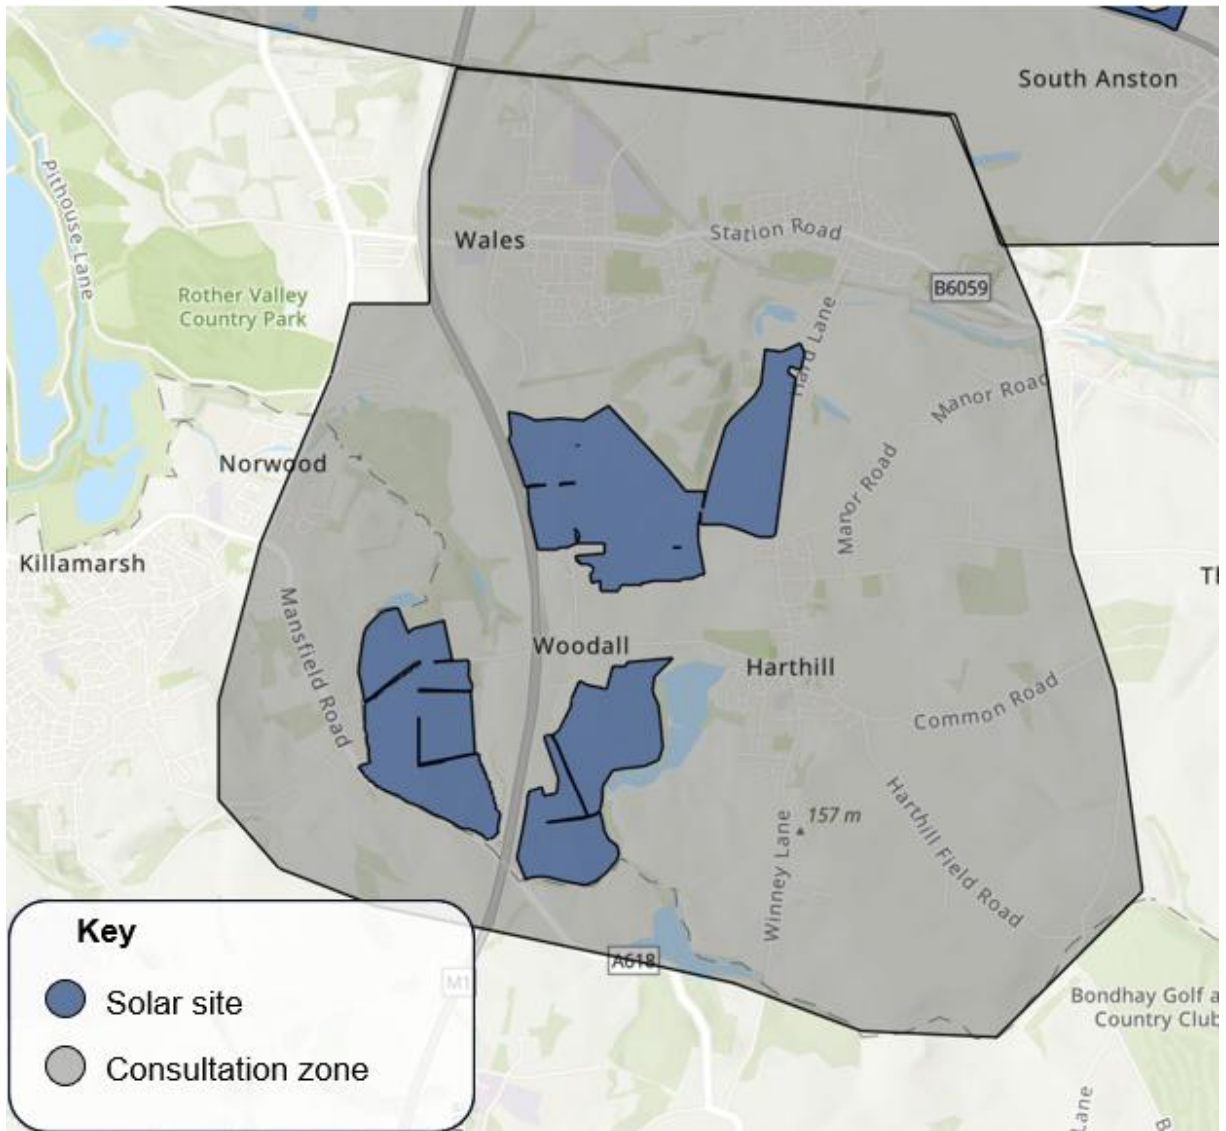 South Anston
Pithouse Lane
Wales
Station Road
B6059
Rother Valley
Country Park
Lane
Manor Road
Norwood
Manor Road
Killamarsh
Mansfield Road
Woodall
Harthill
Common Road
157 m
Harthill Field Road
Winney Lane
A618
M1
Bondhay Golf a
Country Club
Lane
Key
Solar site
Consultation zone